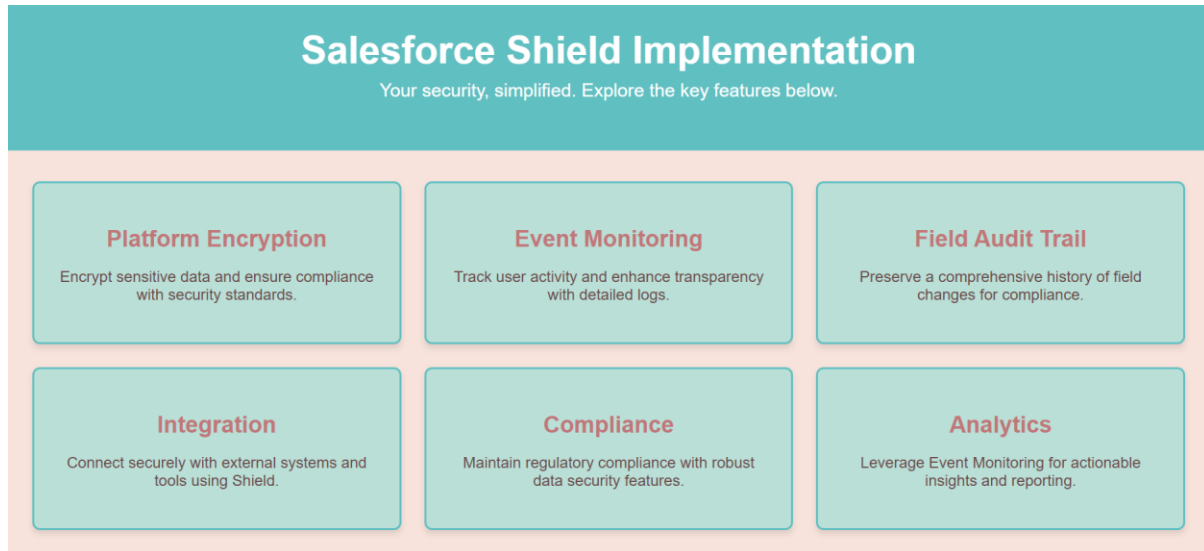 Salesforce Shield Implementation
Your security, simplified. Explore the key features below.
Platform Encryption
Encrypt sensitive data and ensure compliance
with security standards.
Event Monitoring
Track user activity and enhance transparency
with detailed logs.
Field Audit Trail
Preserve a comprehensive history of field
changes for compliance.
Integration
Connect securely with external systems and
tools using Shield.
Compliance
Maintain regulatory compliance with robust
data security features.
Analytics
Leverage Event Monitoring for actionable
insights and reporting.